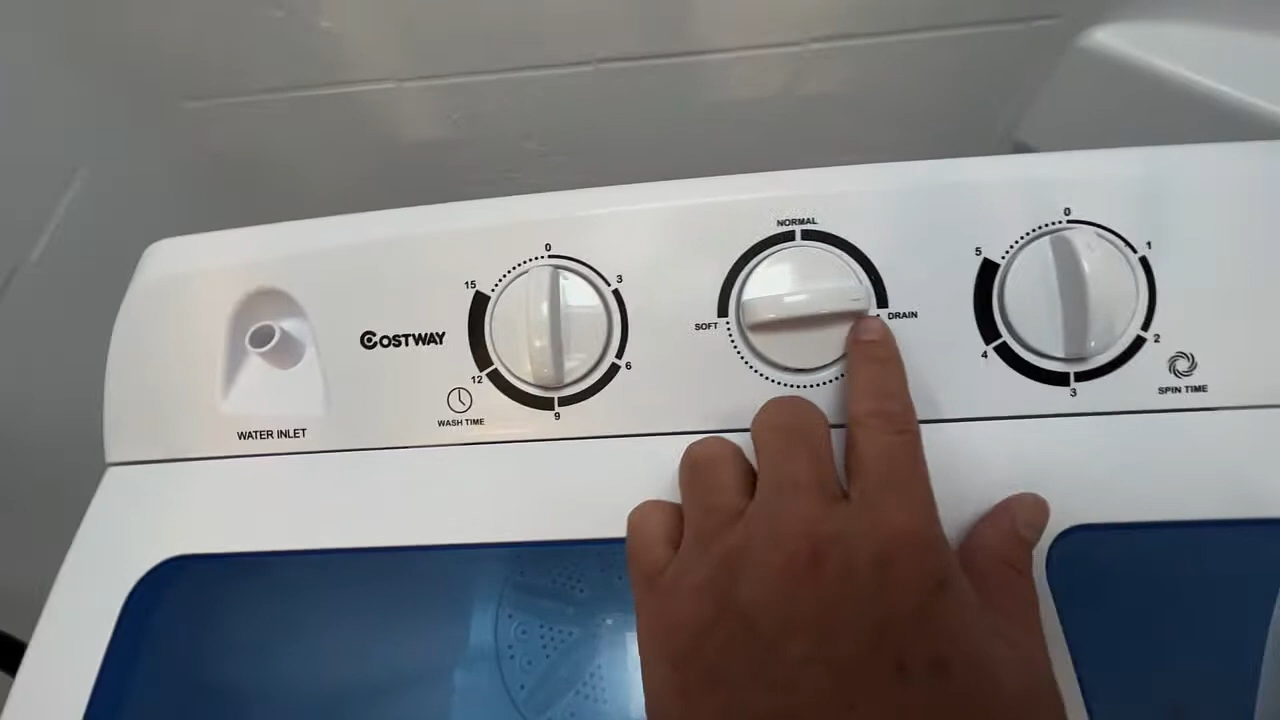 WATER INLET
COSTWAY
WASH TIME
0
3
6
9
12
15
NORMAL
SOFT
DRAIN
0
1
2
3
4
5
SPIN TIME